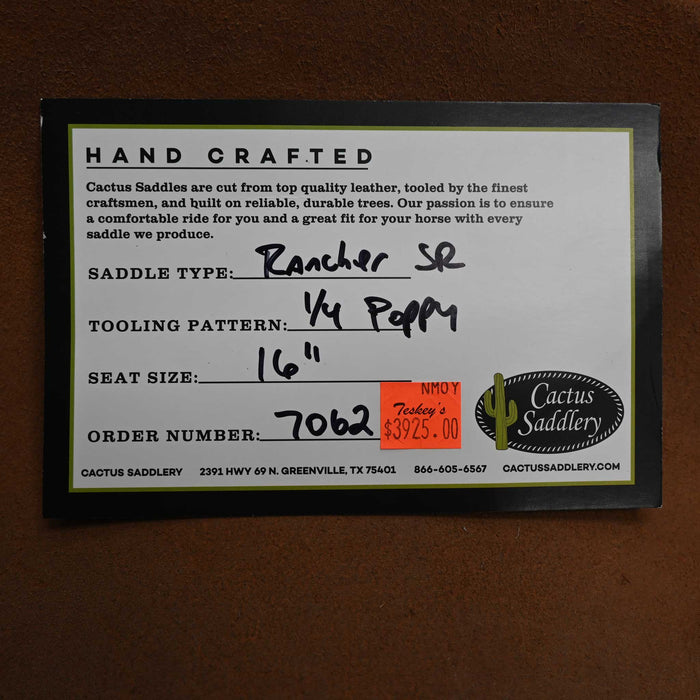 HAND CRAFTED
Cactus Saddles are cut from top quality leather, tooled by the finest
craftsmen, and built on reliable, durable trees. Our passion is to ensure
a comfortable ride for you and a great fit for your horse with every
saddle we produce.
SADDLE TYPE: Rancher SR
TOOLING PATTERN: 1/4 Poppy
SEAT SIZE: 16"
ORDER NUMBER: 7062
NMOY
Teskey's
$3925.00
Cactus
Saddlery
CACTUS SADDLERY 2391 HWY 69 N. GREENVILLE, TX 75401 866-605-6567 CACTUSSADDLERY.COM